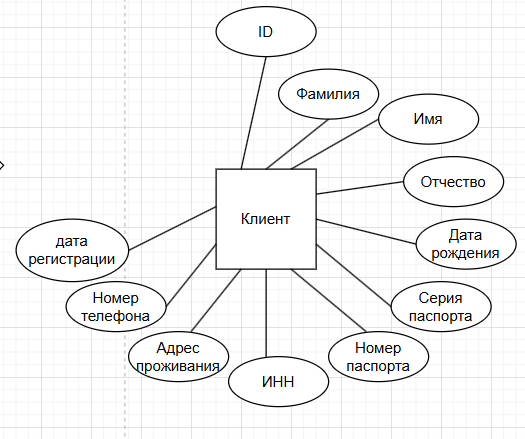 ID
Фамилия
Имя
Отчество
Клиент
Дата
рождения
дата
регистрации
Серия
паспорта
Номер
телефона
Номер
паспорта
Адрес
проживания
ИНН